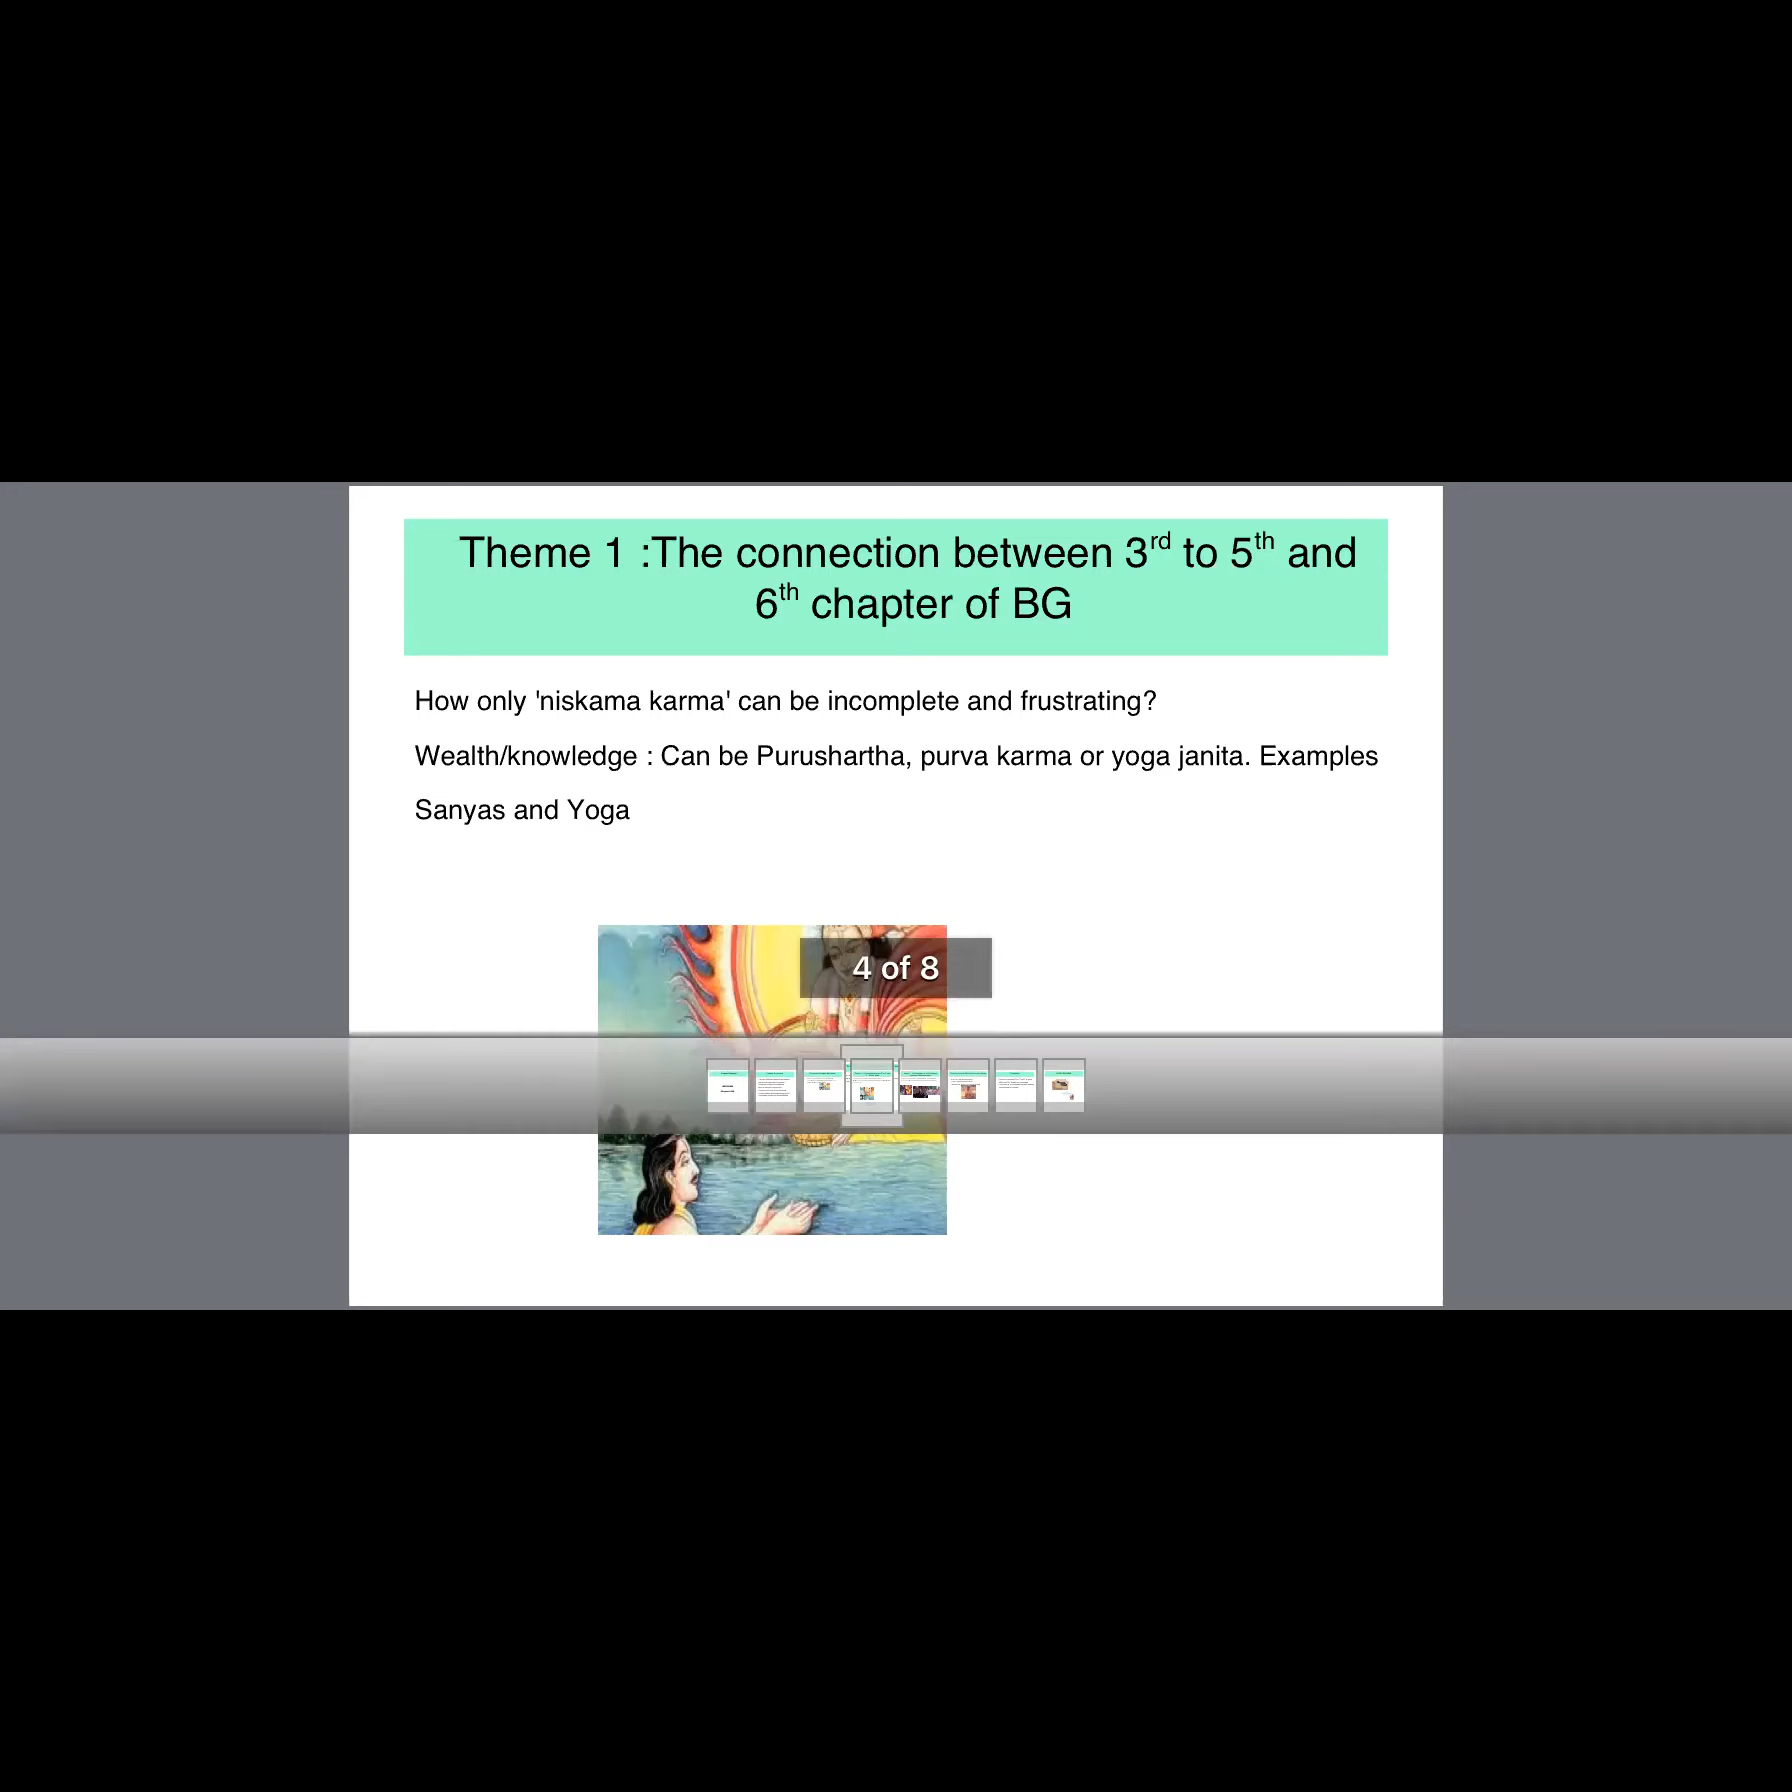 Theme 1 :The connection between 3rd to 5th and
6th chapter of BG
How only 'niskama karma' can be incomplete and frustrating?
Wealth/knowledge : Can be Purushartha, purva karma or yoga janita. Examples
Sanyas and Yoga
4 of 8